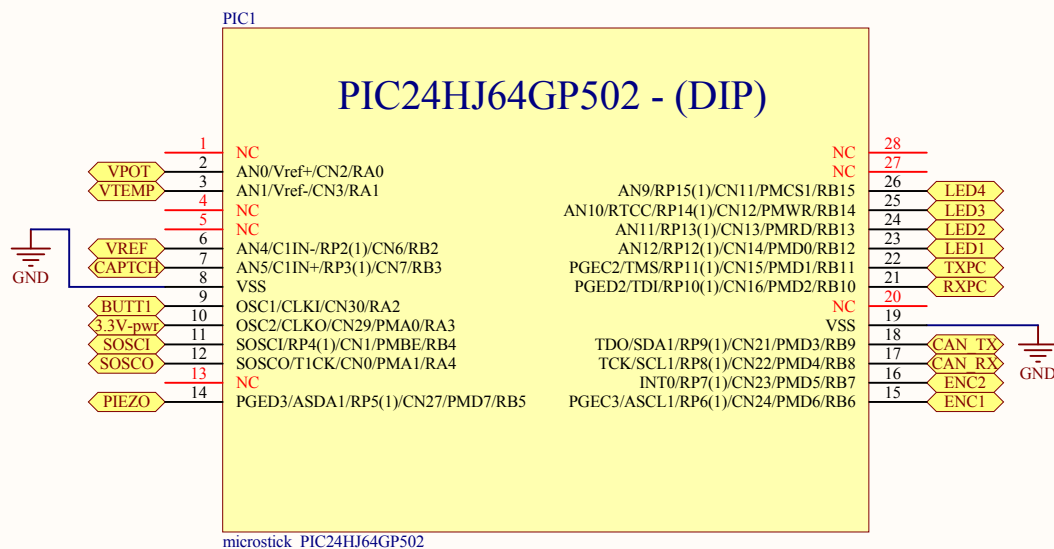 PIC1
PIC24HJ64GP502 - (DIP)
1 NC
VPOT 2 AN0/Vref+/CN2/RA0
VTEMP 3 AN1/Vref-/CN3/RA1
4 NC
5 NC
VREF 6 AN4/C1IN-/RP2(1)/CN6/RB2
CAPTCH 7 AN5/C1IN+/RP3(1)/CN7/RB3
GND 8 VSS
BUTT1 9 OSC1/CLKI/CN30/RA2
3.3V-pwr 10 OSC2/CLKO/CN29/PMA0/RA3
SOSCI 11 SOSCI/RP4(1)/CN1/PMBE/RB4
SOSCO 12 SOSCO/T1CK/CN0/PMA1/RA4
13 NC
PIEZO 14 PGED3/ASDA1/RP5(1)/CN27/PMD7/RB5
NC 28
NC 27
AN9/RP15(1)/CN11/PMCS1/RB15 26 LED4
AN10/RTCC/RP14(1)/CN12/PMWR/RB14 25 LED3
AN11/RP13(1)/CN13/PMRD/RB13 24 LED2
AN12/RP12(1)/CN14/PMD0/RB12 23 LED1
PGEC2/TMS/RP11(1)/CN15/PMD1/RB11 22 TXPC
PGED2/TDI/RP10(1)/CN16/PMD2/RB10 21 RXPC
NC 20
VSS 19 GND
TDO/SDA1/RP9(1)/CN21/PMD3/RB9 18 CAN_TX
TCK/SCL1/RP8(1)/CN22/PMD4/RB8 17 CAN_RX
INT0/RP7(1)/CN23/PMD5/RB7 16 ENC2
PGEC3/ASCL1/RP6(1)/CN24/PMD6/RB6 15 ENC1
microstick_PIC24HJ64GP502